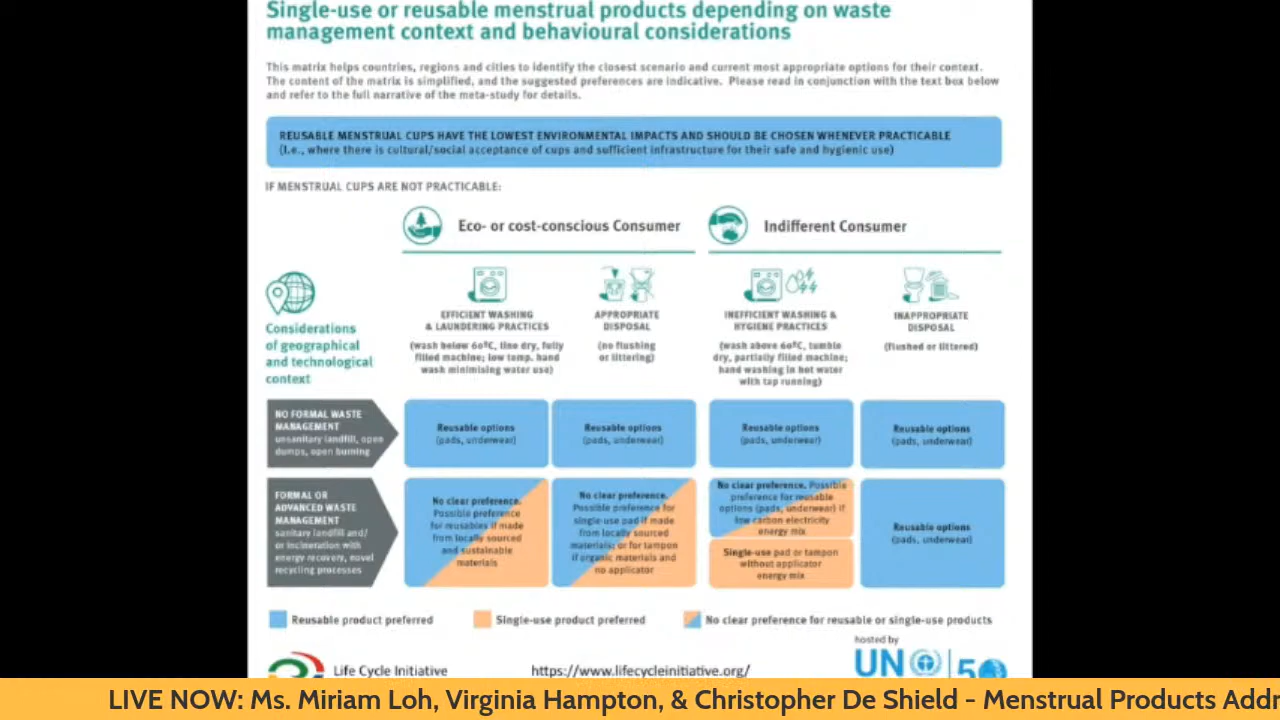 Single-use or reusable menstrual products depending on waste
management context and behavioural considerations
This matrix helps countries, regions and cities to identify the closest scenario and current most appropriate options for their context.
The content of the matrix is simplified, and the suggested preferences are indicative. Please read in conjunction with the text box below
and refer to the full narrative of the meta-study for details.
REUSABLE MENSTRUAL CUPS HAVE THE LOWEST ENVIRONMENTAL IMPACTS AND SHOULD BE CHOSEN WHENEVER PRACTICABLE
(I.e., where there is cultural/social acceptance of cups and sufficient infrastructure for their safe and hygienic use)
IF MENSTRUAL CUPS ARE NOT PRACTICABLE:
Eco- or cost-conscious Consumer
Indifferent Consumer
Considerations
of geographical
and technological
context
EFFICIENT WASHING
& LAUNDERING PRACTICES
(wash below 60ºC, line dry, fully
filled machine; low temp. hand
wash minimising water use)
APPROPRIATE
DISPOSAL
(no flushing
or littering)
INEFFICIENT WASHING &
HYGIENE PRACTICES
(wash above 60ºC, tumble
dry, partially filled machine;
hand washing in hot water
with tap running)
INAPPROPRIATE
DISPOSAL
(flushed or littered)
NO FORMAL WASTE
MANAGEMENT
unsanitary landfill, open
dumps, open burning
Reusable options
(pads, underwear)
Reusable options
(pads, underwear)
Reusable options
(pads, underwear)
Reusable options
(pads, underwear)
FORMAL OR
ADVANCED WASTE
MANAGEMENT
sanitary landfill and/
or incineration with
energy recovery, novel
recycling processes
No clear preference.
Possible preference
for reusables if made
from locally sourced
and sustainable
materials
No clear preference.
Possible preference for
single-use pad if made
from locally sourced
materials; or for tampon
if organic materials and
no applicator
No clear preference. Possible
preference for reusable
options (pads, underwear) if
low carbon electricity
energy mix
Single-use pad or tampon
without applicator
energy mix
Reusable options
(pads, underwear)
Reusable product preferred
Single-use product preferred
No clear preference for reusable or single-use products
Life Cycle Initiative
https://www.lifecycleinitiative.org/
hosted by
UN
50
LIVE NOW: Ms. Miriam Loh, Virginia Hampton, & Christopher De Shield - Menstrual Products Addr